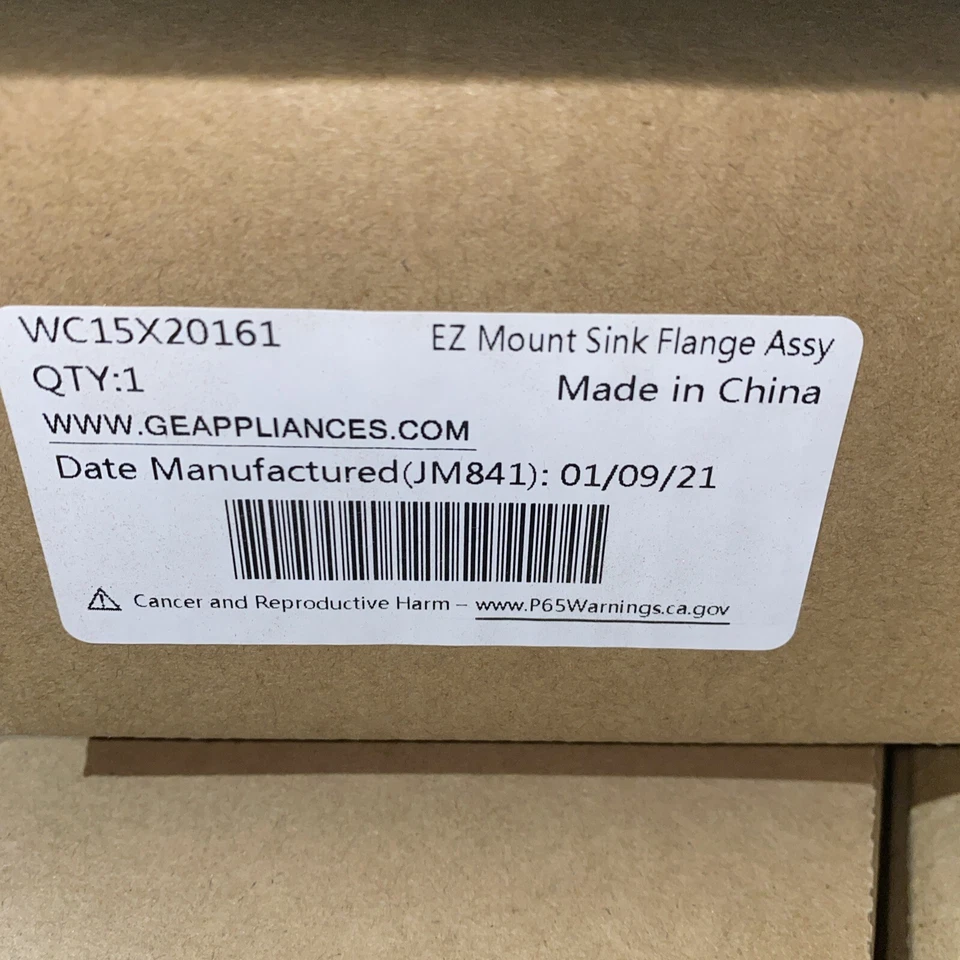 WC15X20161 EZ Mount Sink Flange Assy
QTY:1 Made in China
WWW.GEAPPLIANCES.COM
Date Manufactured(JM841): 01/09/21
Cancer and Reproductive Harm – www.P65Warnings.ca.gov